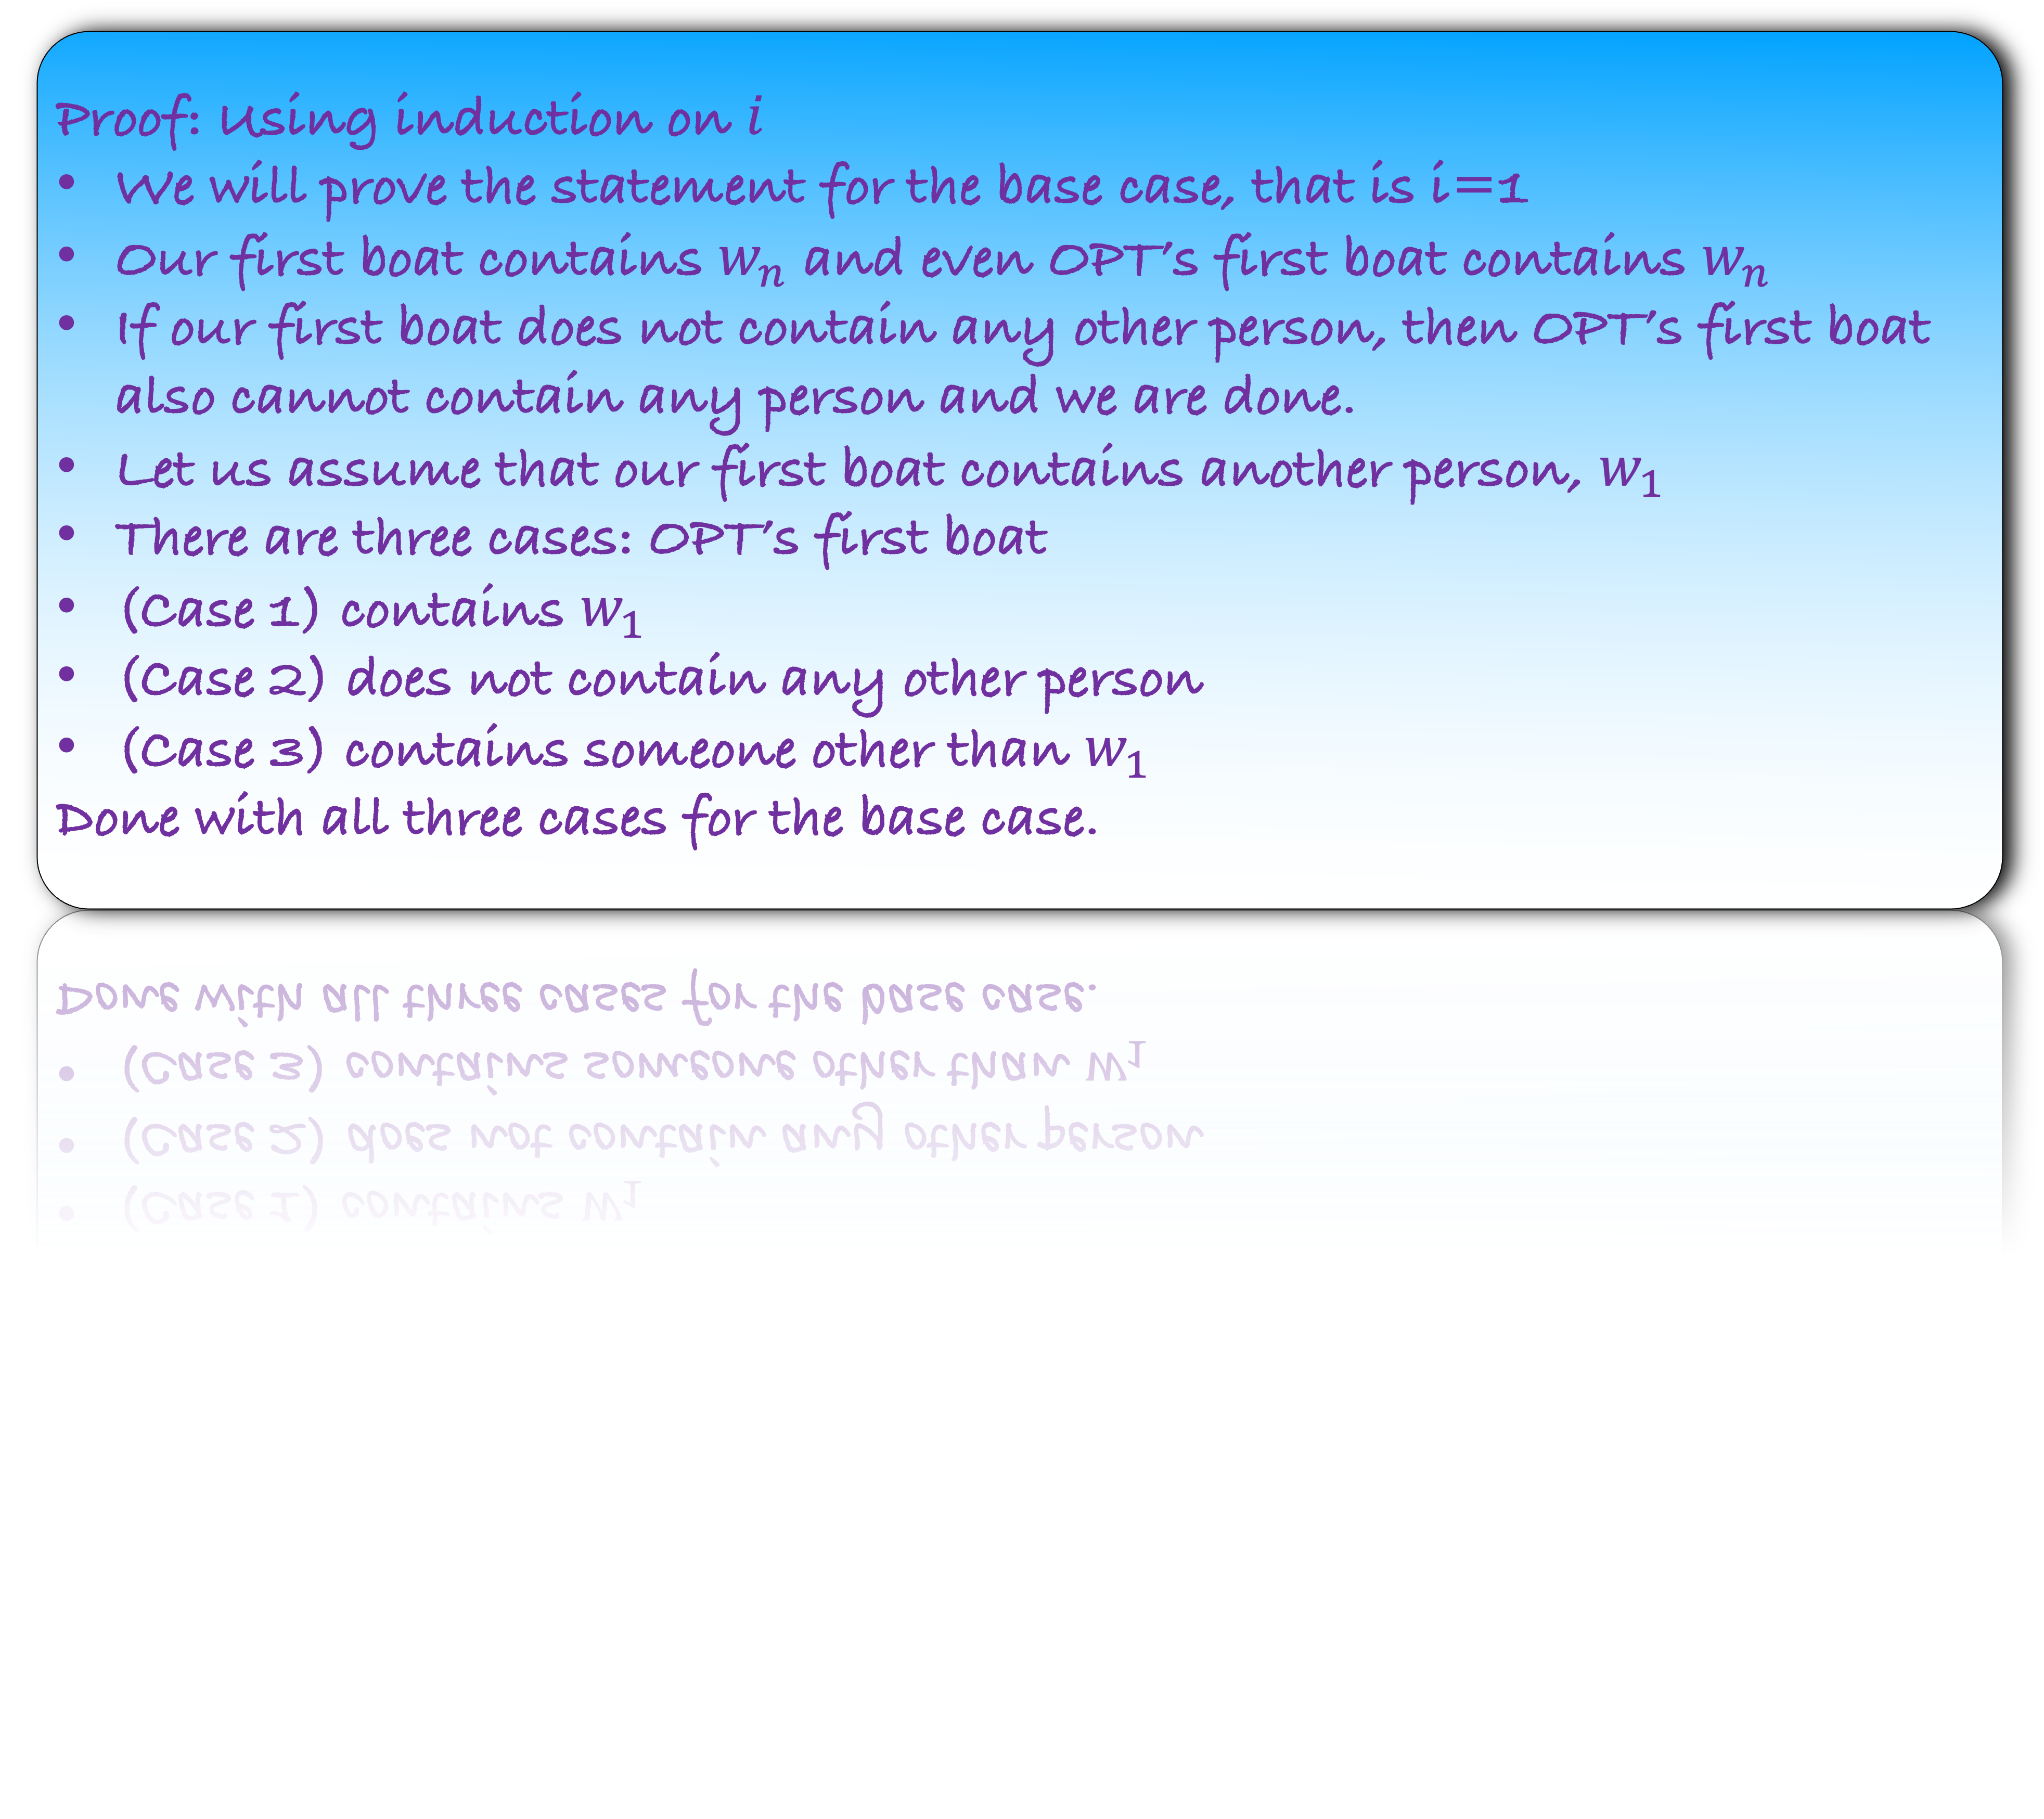 Proof: Using induction on i
• We will prove the statement for the base case, that is i=1
• Our first boat contains wₙ and even OPT's first boat contains wₙ
• If our first boat does not contain any other person, then OPT's first boat
also cannot contain any person and we are done.
• Let us assume that our first boat contains another person, w₁
• There are three cases: OPT's first boat
• (Case 1) contains w₁
• (Case 2) does not contain any other person
• (Case 3) contains someone other than w₁
Done with all three cases for the base case.